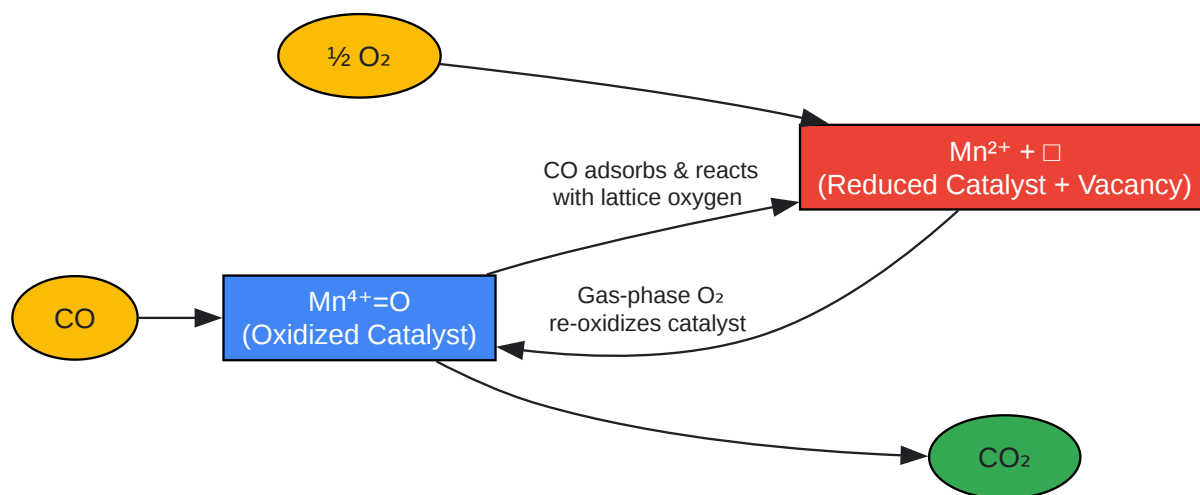 ½ O₂
Mn²⁺ + □
(Reduced Catalyst + Vacancy)
CO adsorbs & reacts
with lattice oxygen
CO
Mn⁴⁺=O
(Oxidized Catalyst)
Gas-phase O₂
re-oxidizes catalyst
CO₂